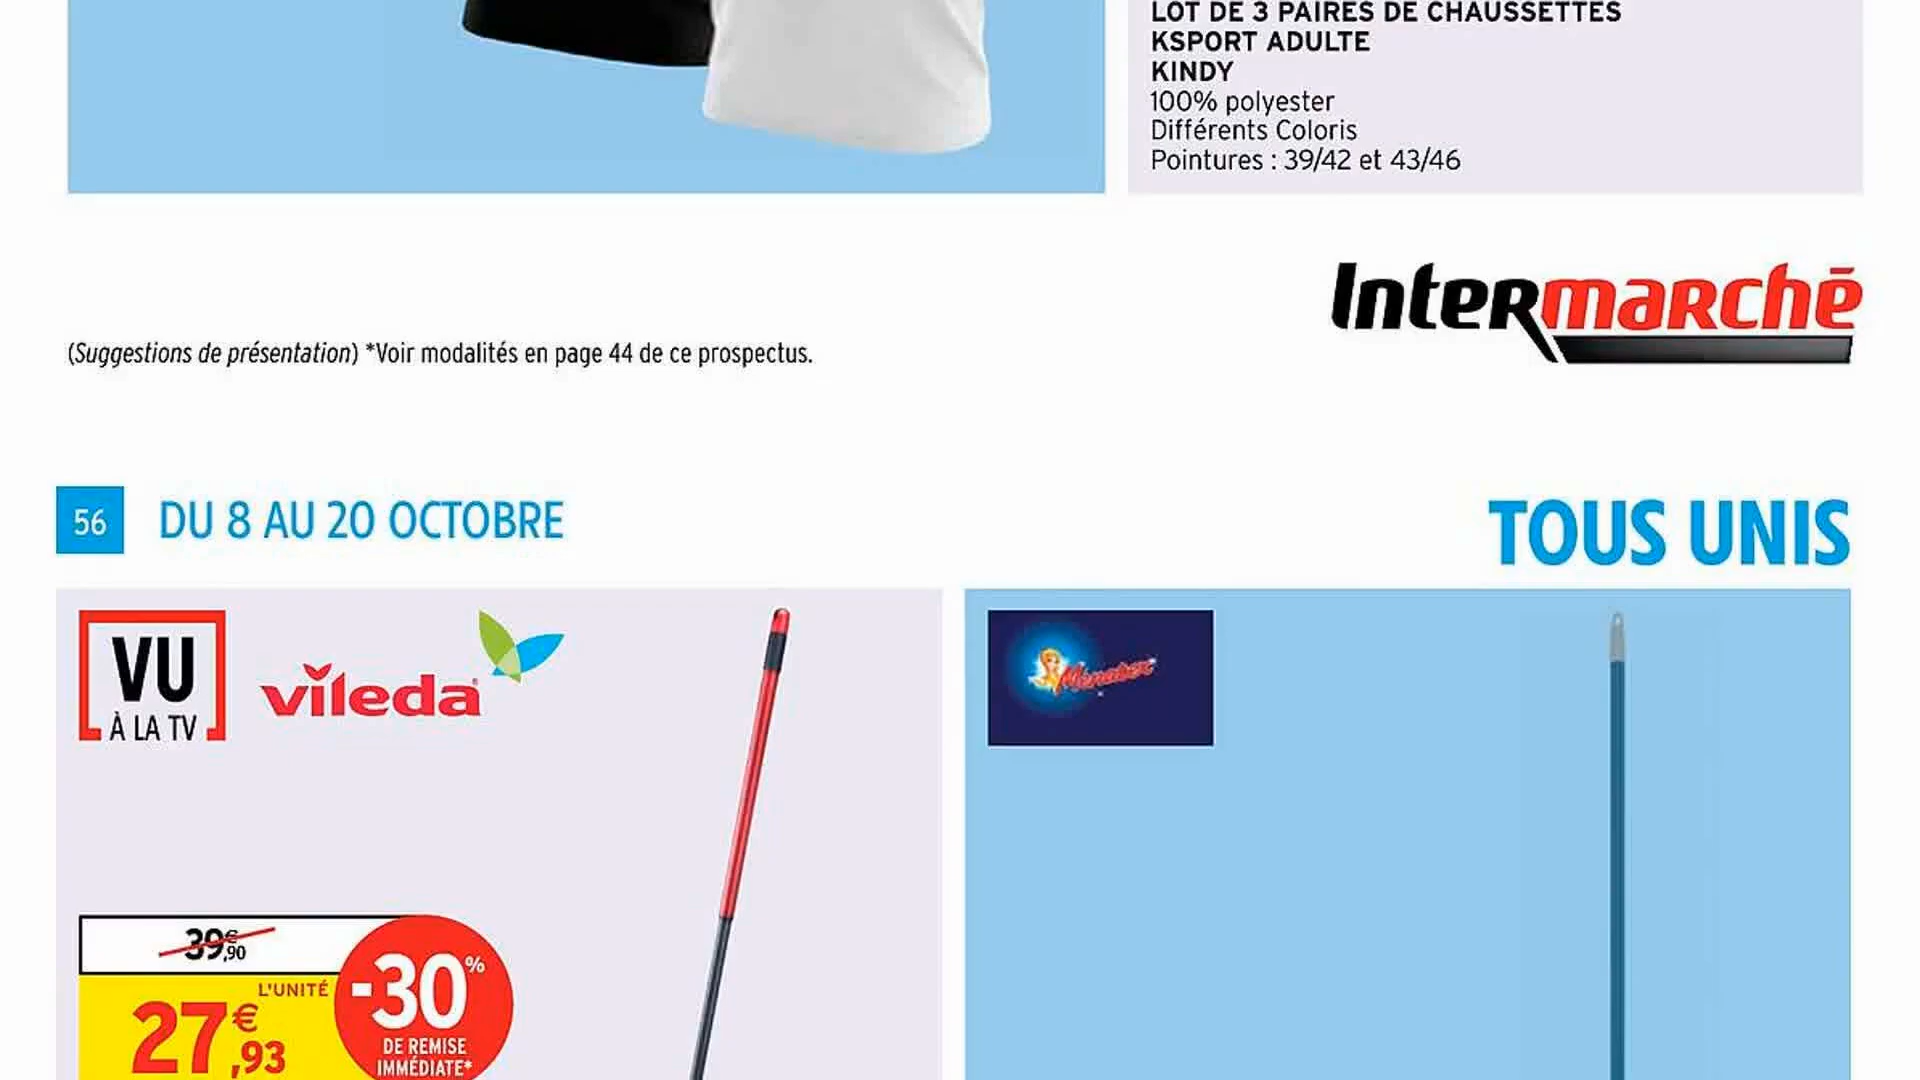 LOT DE 3 PAIRES DE CHAUSSETTES
KSPORT ADULTE
KINDY
100% polyester
Différents Coloris
Pointures : 39/42 et 43/46
Intermarchē
(Suggestions de présentation) *Voir modalités en page 44 de ce prospectus.
56 DU 8 AU 20 OCTOBRE
TOUS UNIS
VU
À LA TV
vileda
39€,90
L'UNITÉ
27€,93
-30%
DE REMISE
IMMÉDIATE*
Ménatex